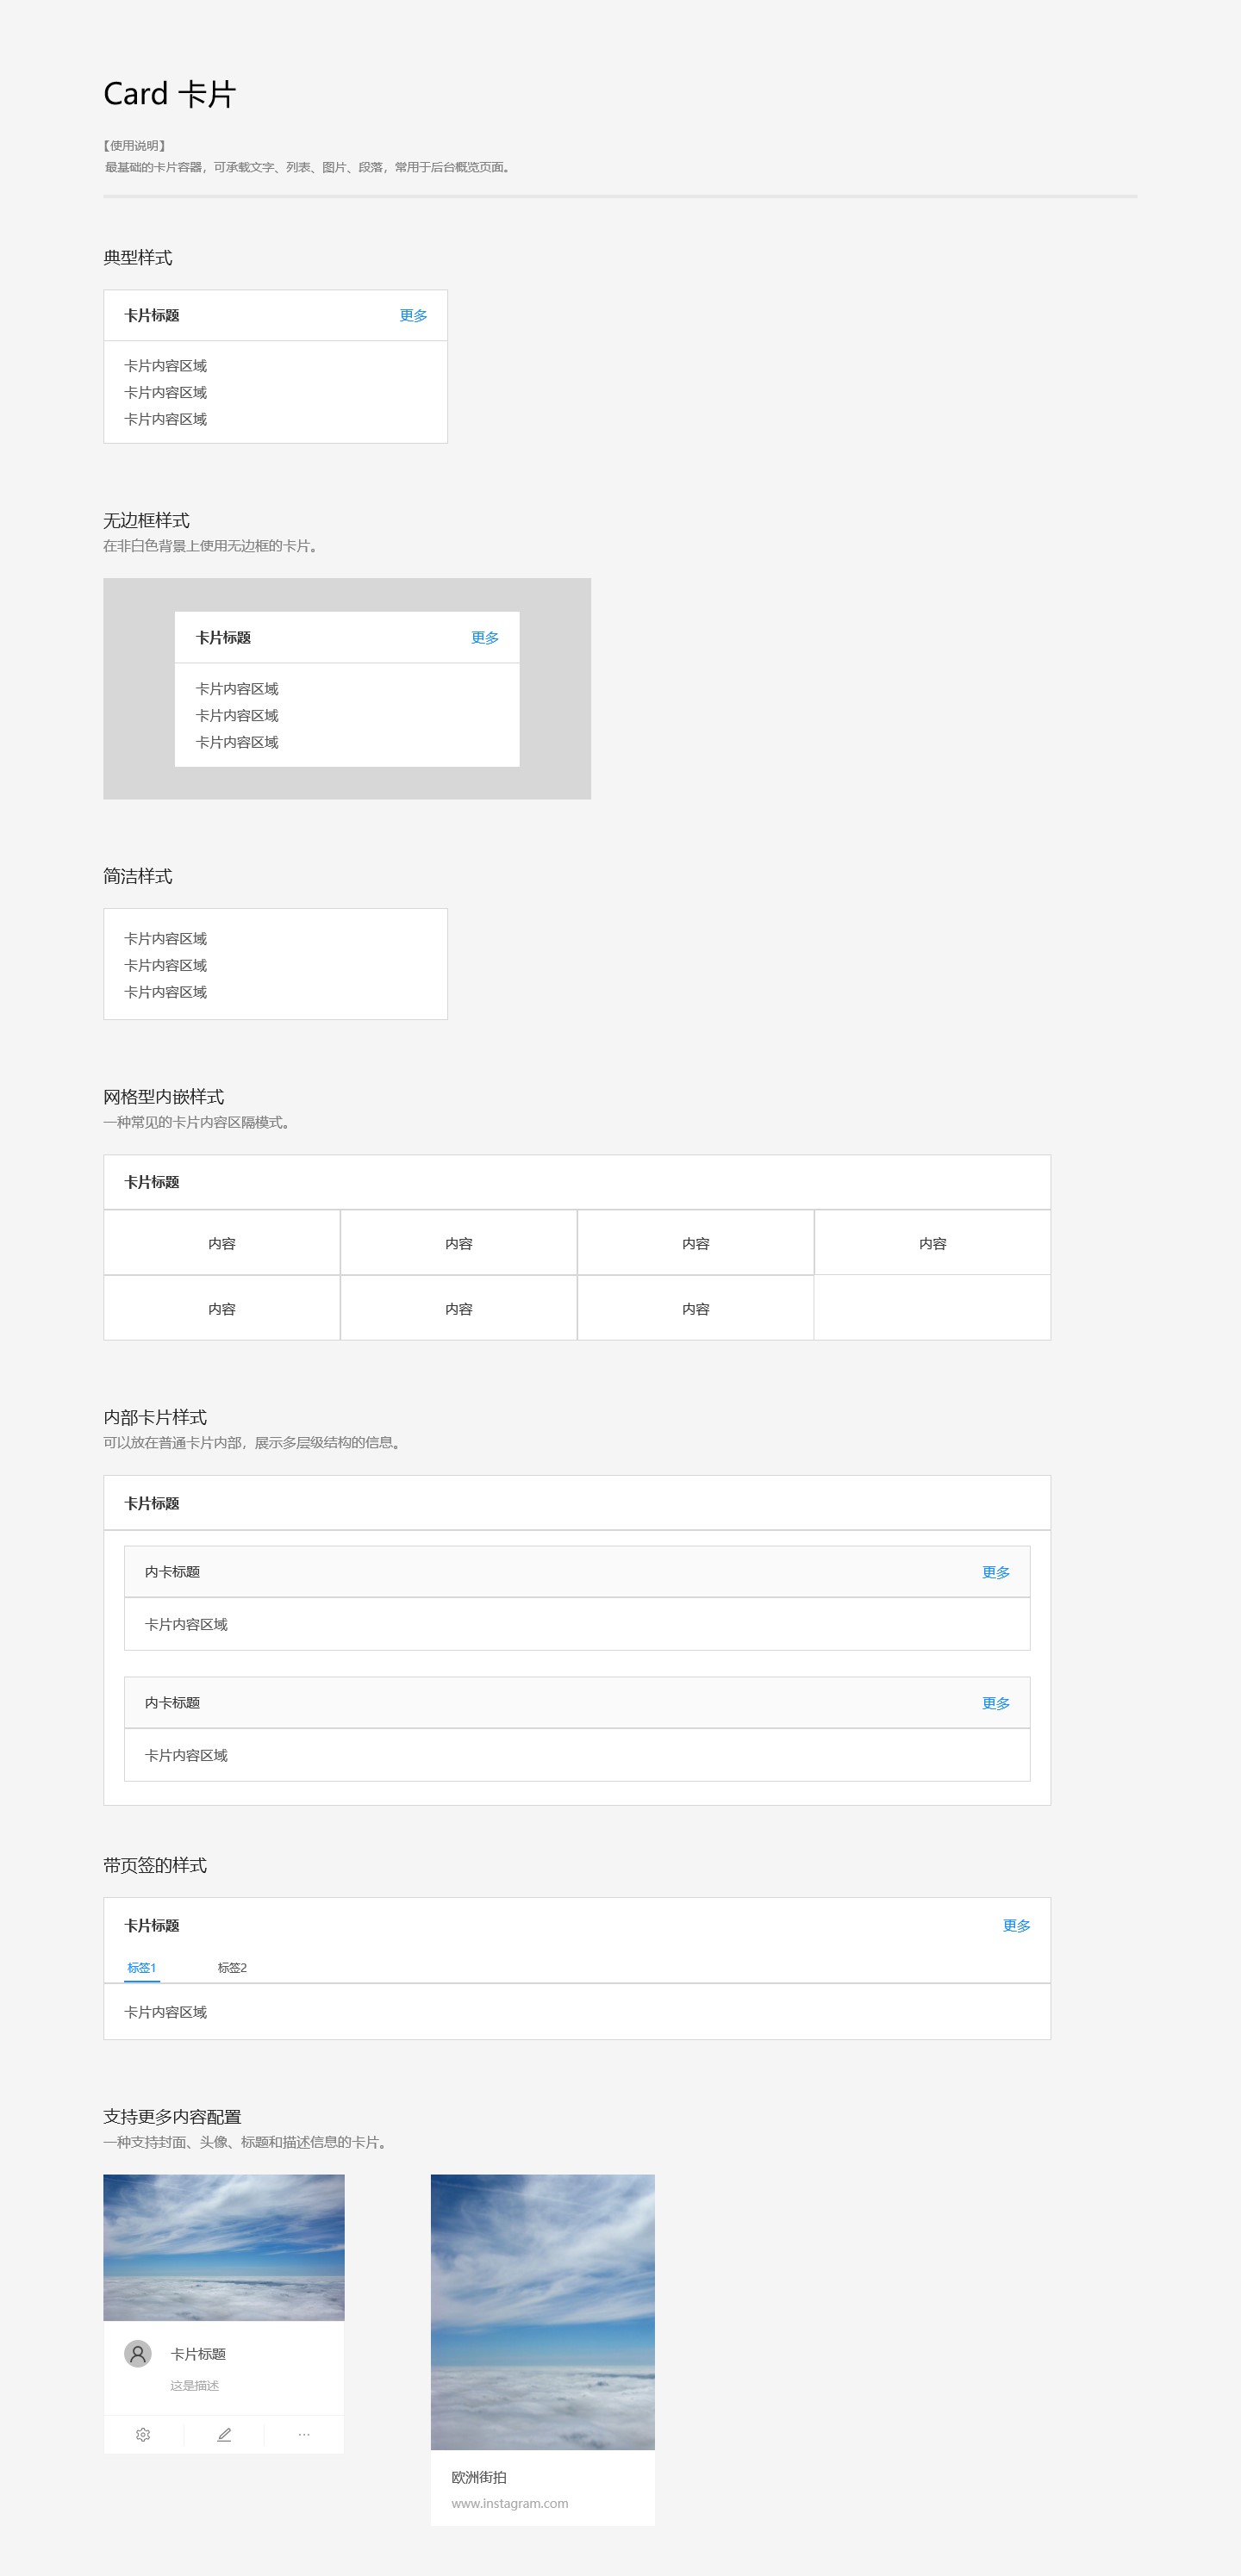 Card 卡片
【使用说明】
最基础的卡片容器，可承载文字、列表、图片、段落，常用于后台概览页面。
典型样式
卡片标题 更多
卡片内容区域
卡片内容区域
卡片内容区域
无边框样式
在非白色背景上使用无边框的卡片。
卡片标题 更多
卡片内容区域
卡片内容区域
卡片内容区域
简洁样式
卡片内容区域
卡片内容区域
卡片内容区域
网格型内嵌样式
一种常见的卡片内容区隔模式。
卡片标题
内容 内容 内容 内容
内容 内容 内容
内部卡片样式
可以放在普通卡片内部，展示多层级结构的信息。
卡片标题
内卡标题 更多
卡片内容区域
内卡标题 更多
卡片内容区域
带页签的样式
卡片标题 更多
标签1 标签2
卡片内容区域
支持更多内容配置
一种支持封面、头像、标题和描述信息的卡片。
卡片标题
这是描述
欧洲街拍
www.instagram.com